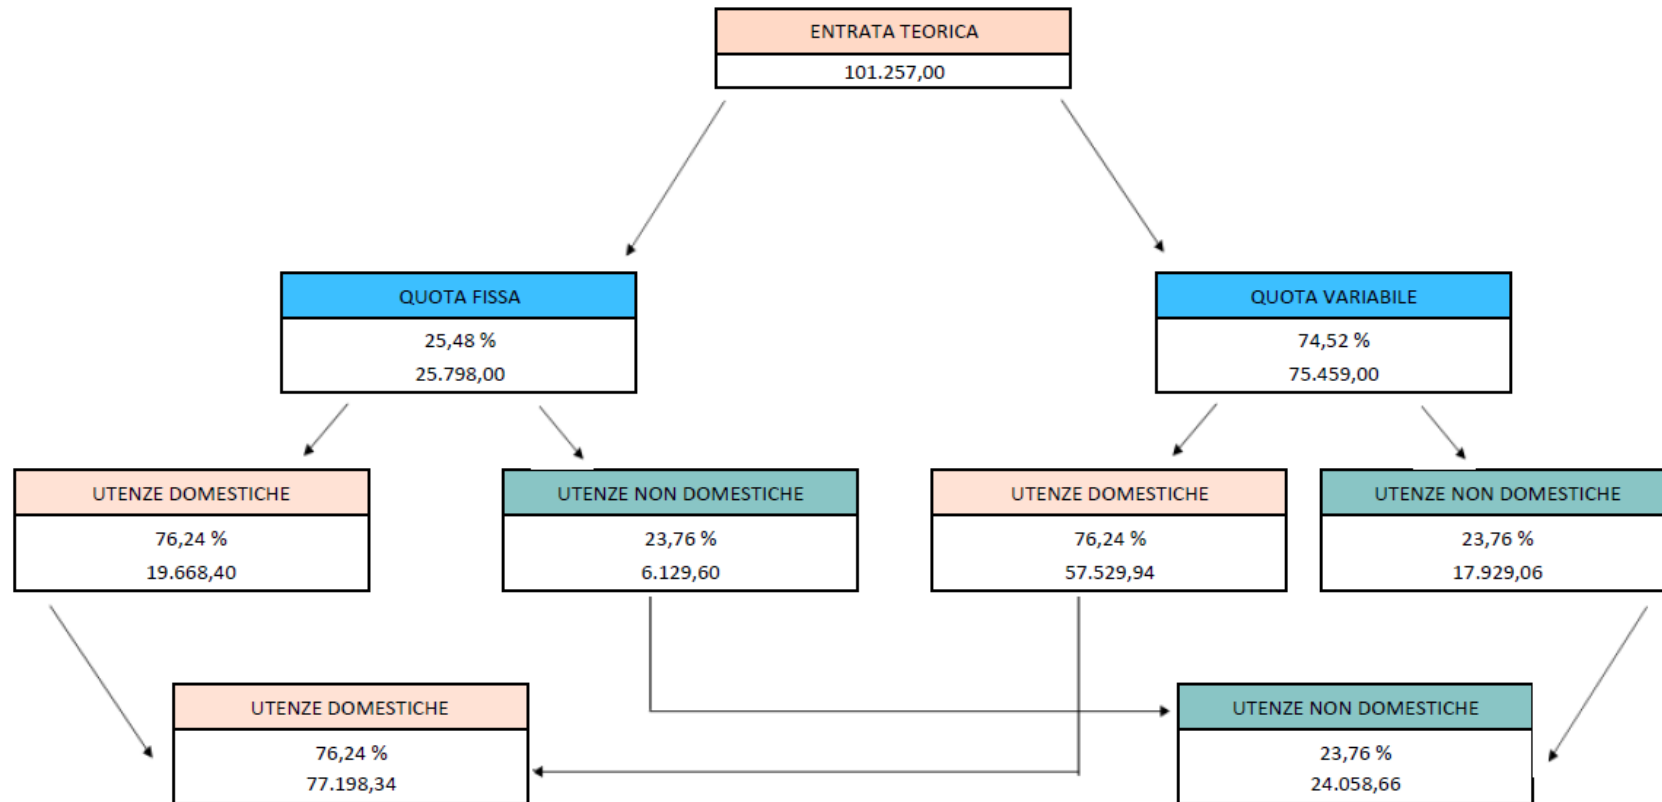 ENTRATA TEORICA
101.257,00
QUOTA FISSA
25,48 %
25.798,00
QUOTA VARIABILE
74,52 %
75.459,00
UTENZE DOMESTICHE
76,24 %
19.668,40
UTENZE NON DOMESTICHE
23,76 %
6.129,60
UTENZE DOMESTICHE
76,24 %
57.529,94
UTENZE NON DOMESTICHE
23,76 %
17.929,06
UTENZE DOMESTICHE
76,24 %
77.198,34
UTENZE NON DOMESTICHE
23,76 %
24.058,66